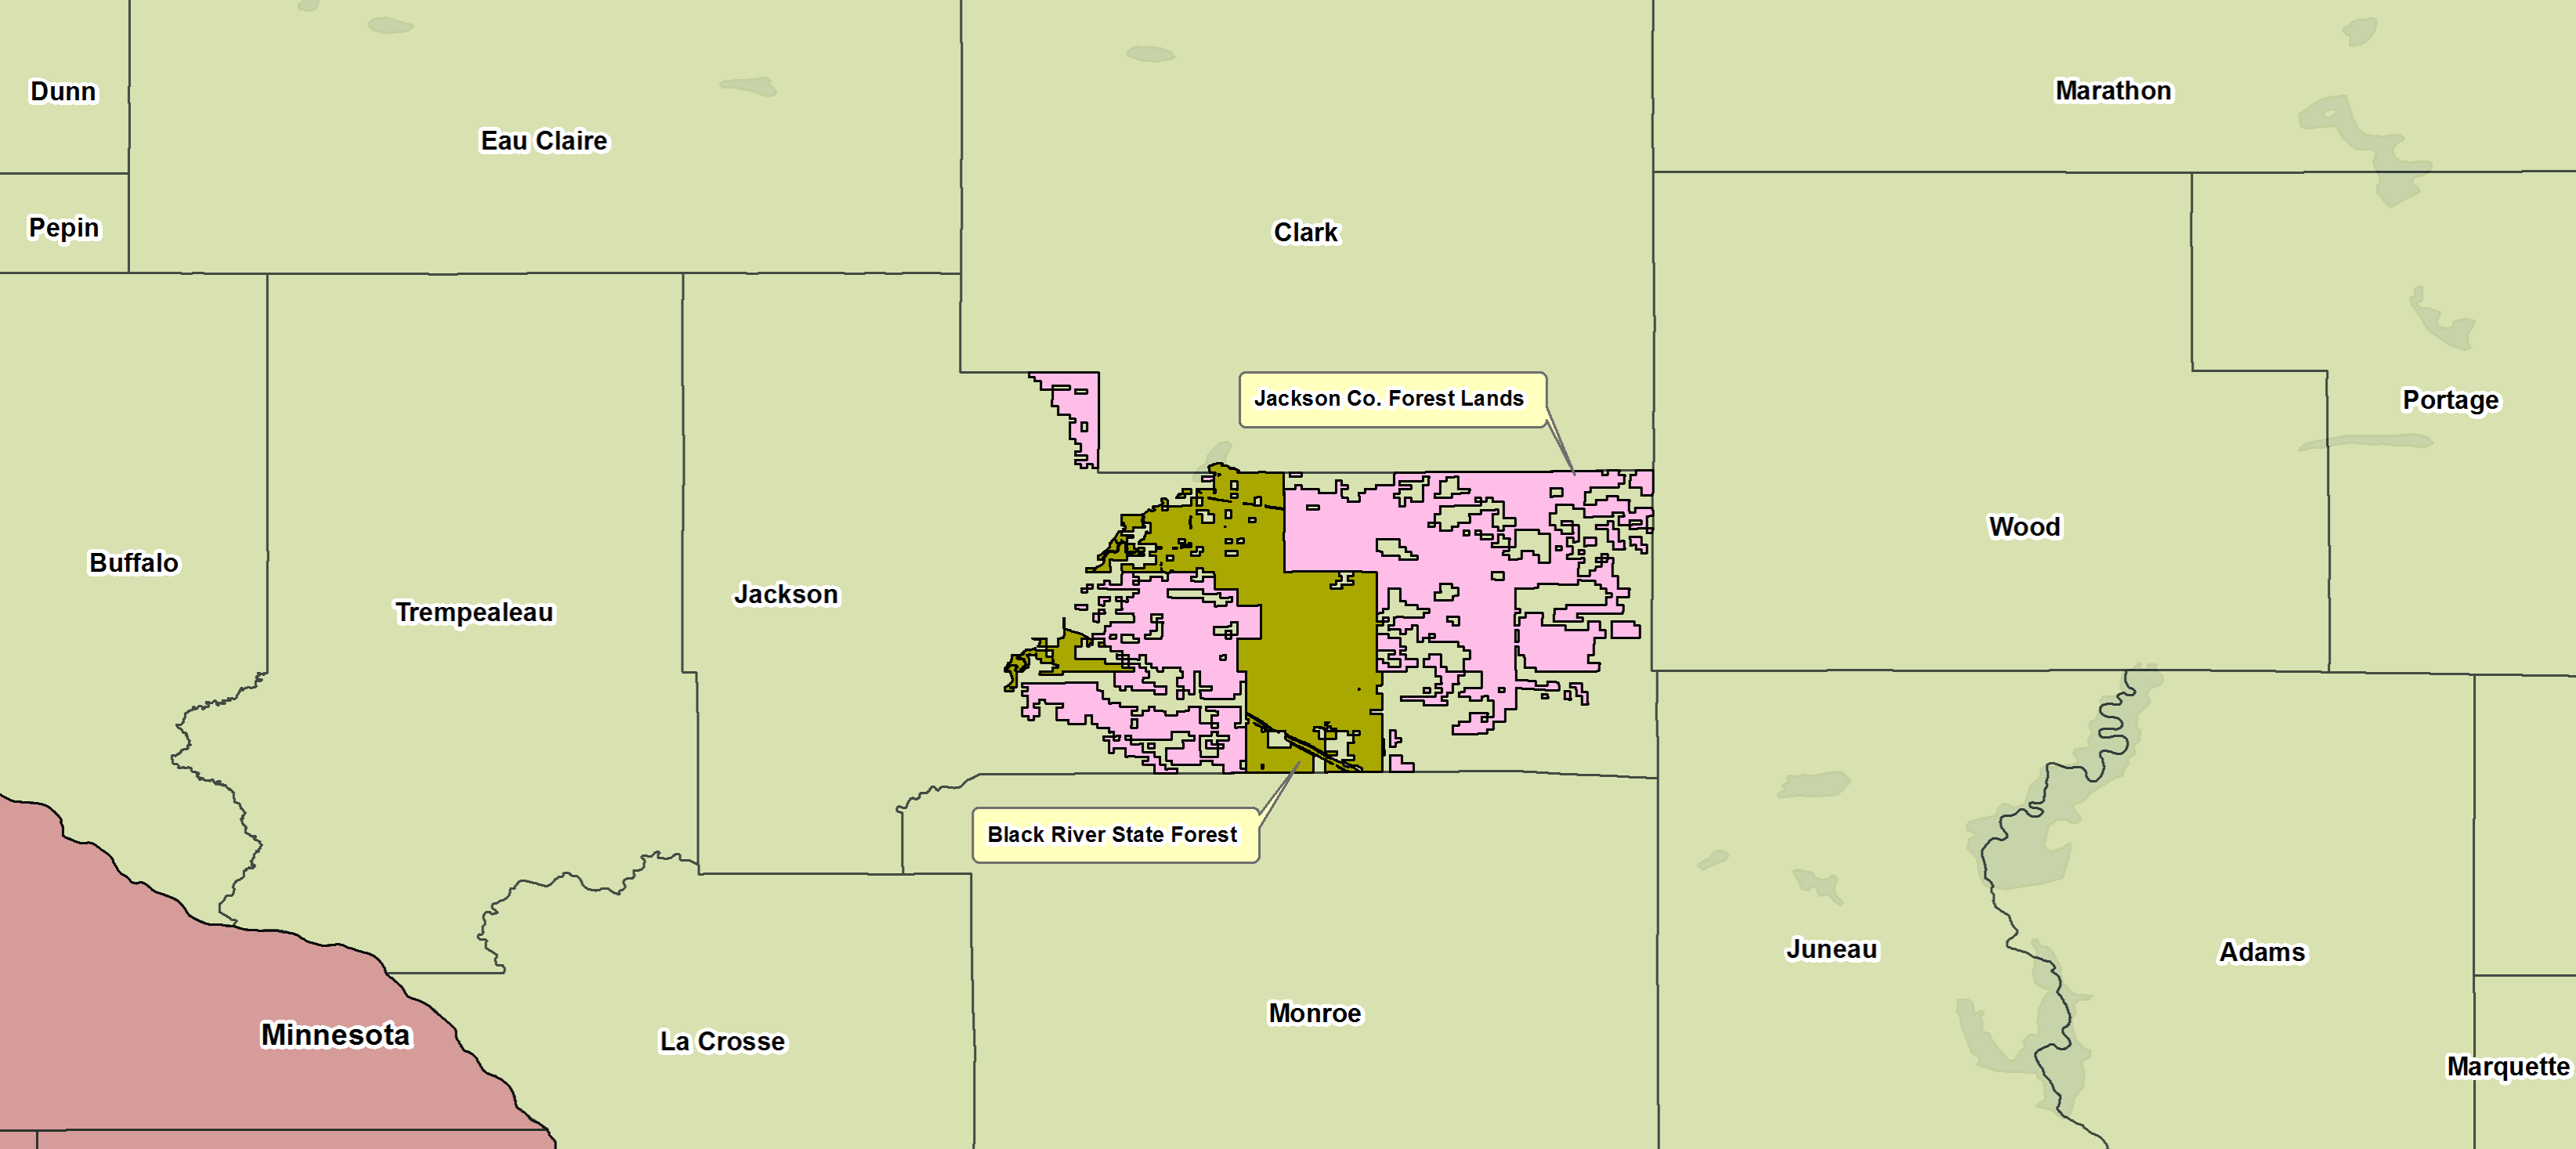 Dunn
Marathon
Eau Claire
Pepin
Clark
Jackson Co. Forest Lands
Portage
Wood
Buffalo
Jackson
Trempealeau
Black River State Forest
Juneau
Adams
Monroe
Minnesota
La Crosse
Marquette